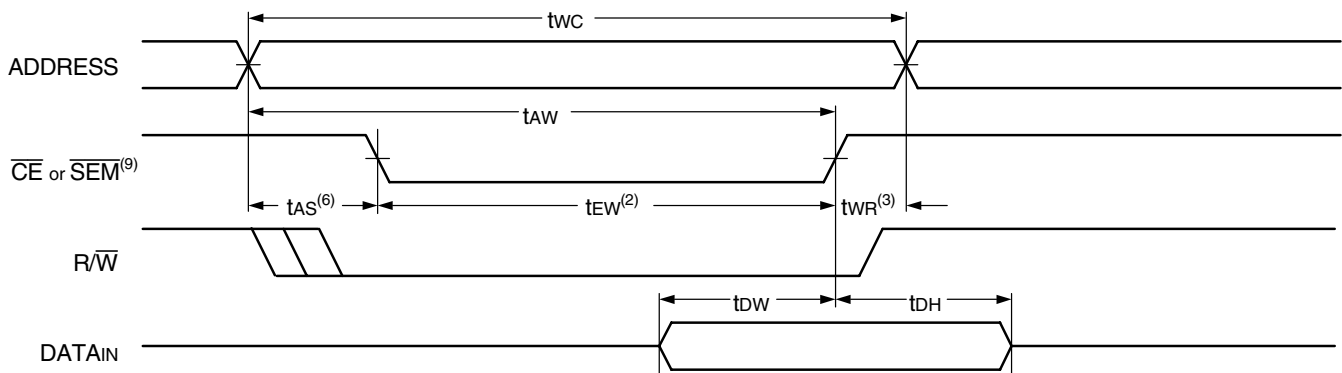 tWC
ADDRESS
tAW
CE or SEM(9)
tAS(6)
tEW(2)
tWR(3)
R/W
tDW
tDH
DATAIN